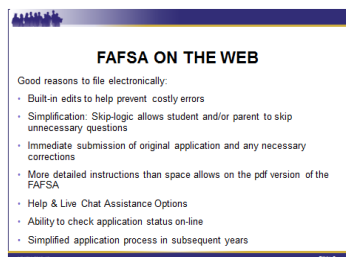 FAFSA ON THE WEB
Good reasons to file electronically:
• Built-in edits to help prevent costly errors
• Simplification: Skip-logic allows student and/or parent to skip
unnecessary questions
• Immediate submission of original application and any necessary
corrections
• More detailed instructions than space allows on the pdf version of the
FAFSA
• Help & Live Chat Assistance Options
• Ability to check application status on-line
• Simplified application process in subsequent years